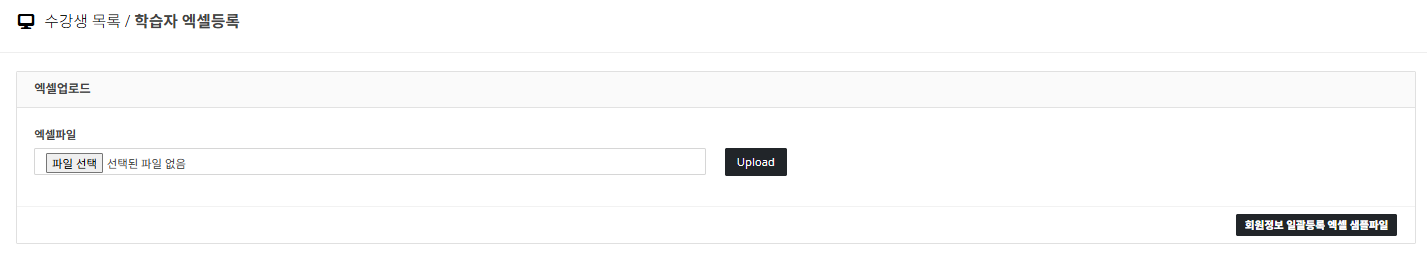 수강생 목록 / 학습자 엑셀등록
엑셀업로드
엑셀파일
파일 선택 선택된 파일 없음
Upload
회원정보 일괄등록 엑셀 샘플파일